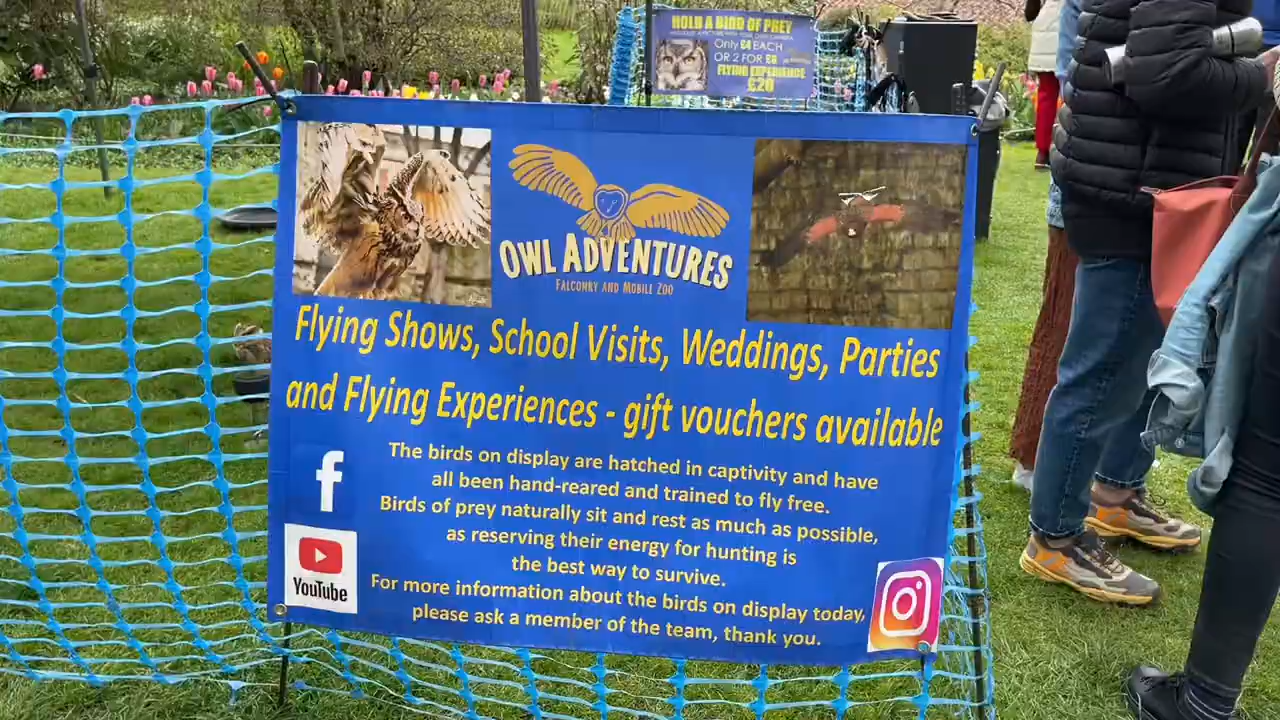 HOLD A BIRD OF PREY
Only £4 EACH
OR 2 FOR £6
FLYING EXPERIENCE
£20
OWL ADVENTURES
FALCONRY AND MOBILE ZOO
Flying Shows, School Visits, Weddings, Parties
and Flying Experiences - gift vouchers available
The birds on display are hatched in captivity and have
all been hand-reared and trained to fly free.
Birds of prey naturally sit and rest as much as possible,
as reserving their energy for hunting is
the best way to survive.
For more information about the birds on display today,
please ask a member of the team, thank you.
f
YouTube